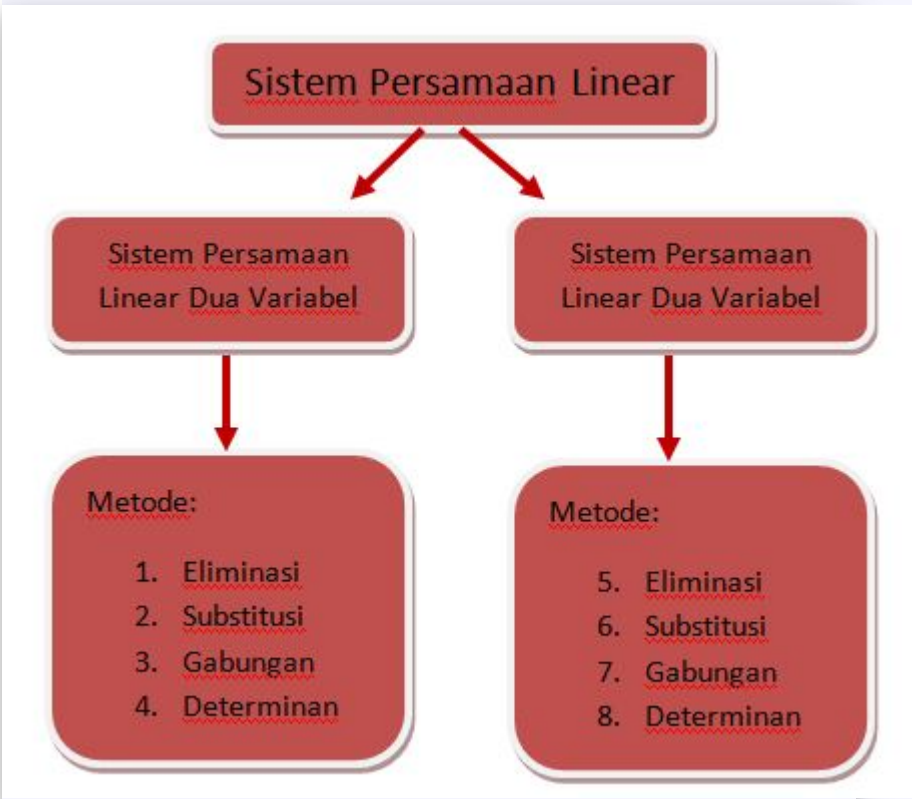 Sistem Persamaan Linear
Sistem Persamaan
Linear Dua Variabel
Metode:
1. Eliminasi
2. Substitusi
3. Gabungan
4. Determinan
Sistem Persamaan
Linear Dua Variabel
Metode:
5. Eliminasi
6. Substitusi
7. Gabungan
8. Determinan